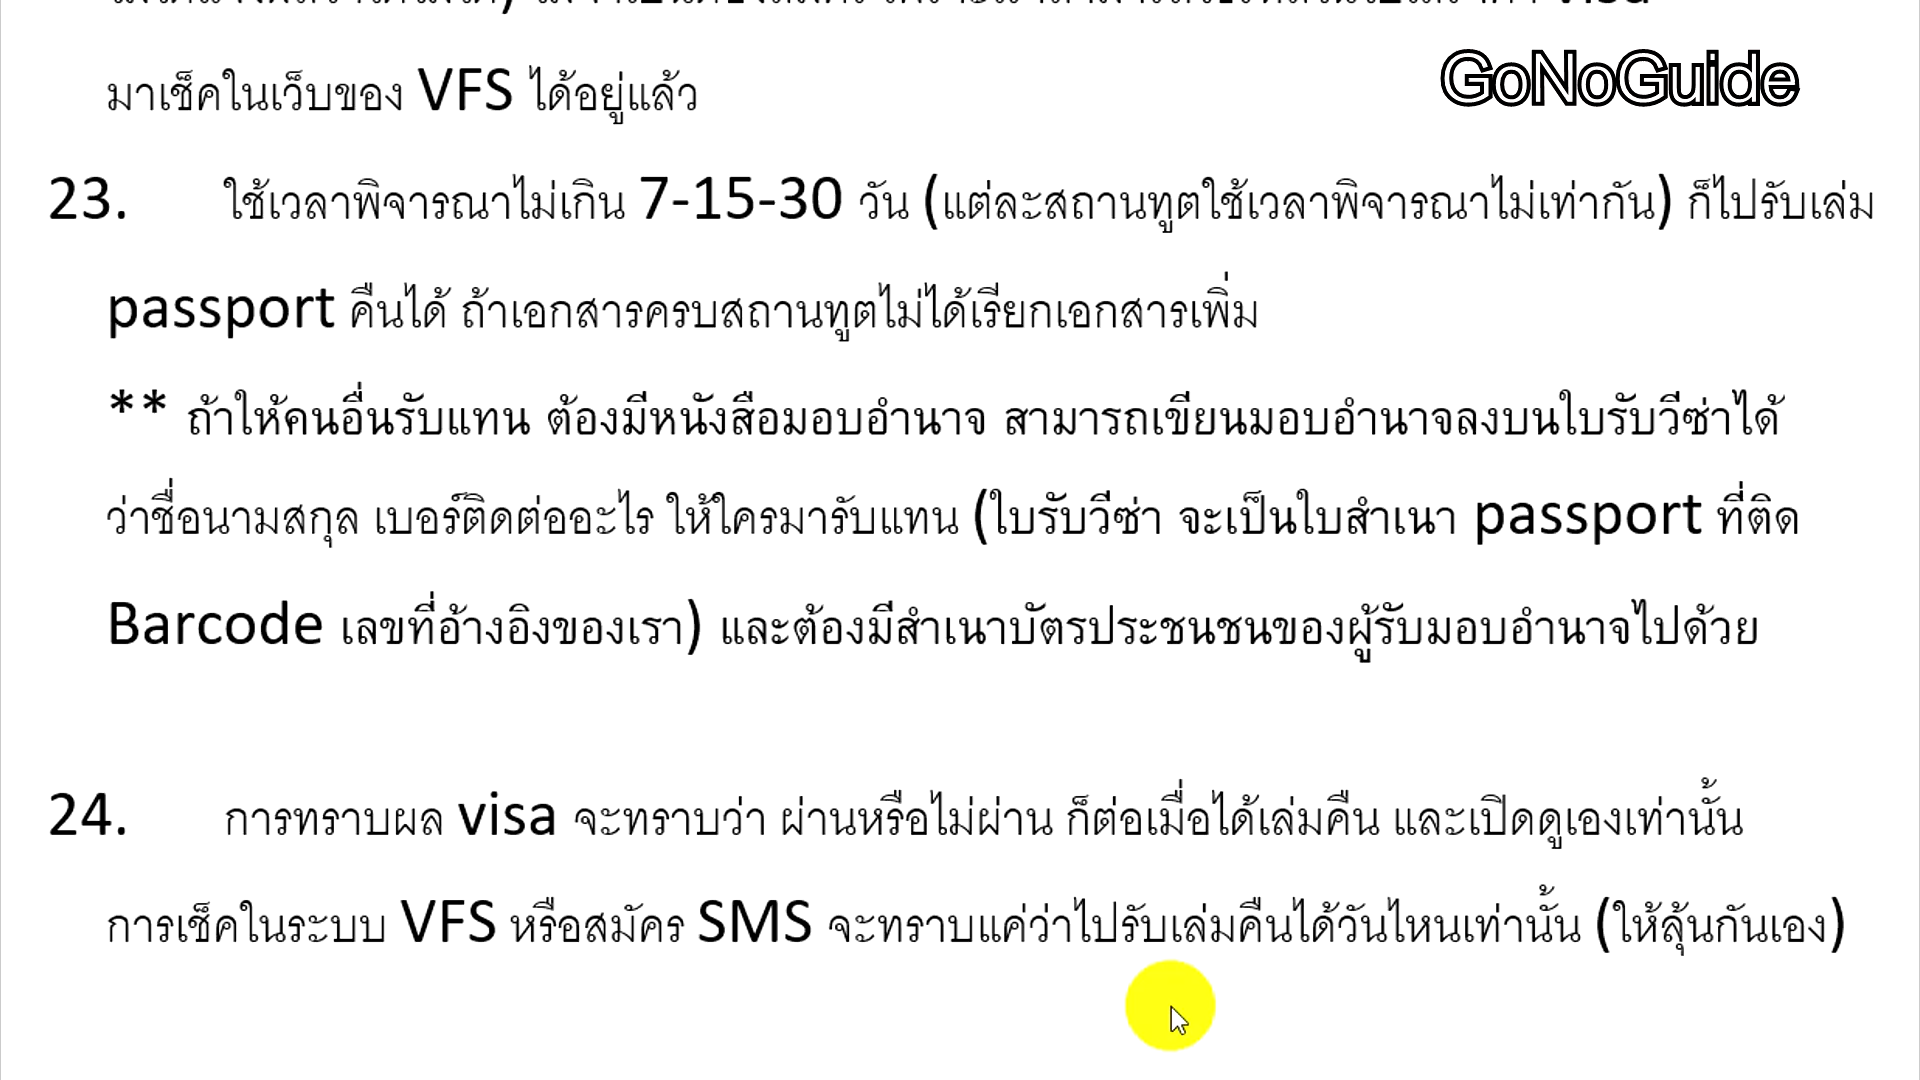 visa
มาเช็คในเว็บของ VFS ได้อยู่แล้ว
GoNoGuide
23. ใช้เวลาพิจารณาไม่เกิน 7-15-30 วัน (แต่ละสถานทูตใช้เวลาพิจารณาไม่เท่ากัน) ก็ไปรับเล่ม
passport คืนได้ ถ้าเอกสารครบสถานทูตไม่ได้เรียกเอกสารเพิ่ม
** ถ้าให้คนอื่นรับแทน ต้องมีหนังสือมอบอำนาจ สามารถเขียนมอบอำนาจลงบนใบรับวีซ่าได้
ว่าชื่อนามสกุล เบอร์ติดต่ออะไร ให้ใครมารับแทน (ใบรับวีซ่า จะเป็นใบสำเนา passport ที่ติด
Barcode เลขที่อ้างอิงของเรา) และต้องมีสำเนาบัตรประชนชนของผู้รับมอบอำนาจไปด้วย
24. การทราบผล visa จะทราบว่า ผ่านหรือไม่ผ่าน ก็ต่อเมื่อได้เล่มคืน และเปิดดูเองเท่านั้น
การเช็คในระบบ VFS หรือสมัคร SMS จะทราบแค่ว่าไปรับเล่มคืนได้วันไหนเท่านั้น (ให้ลุ้นกันเอง)